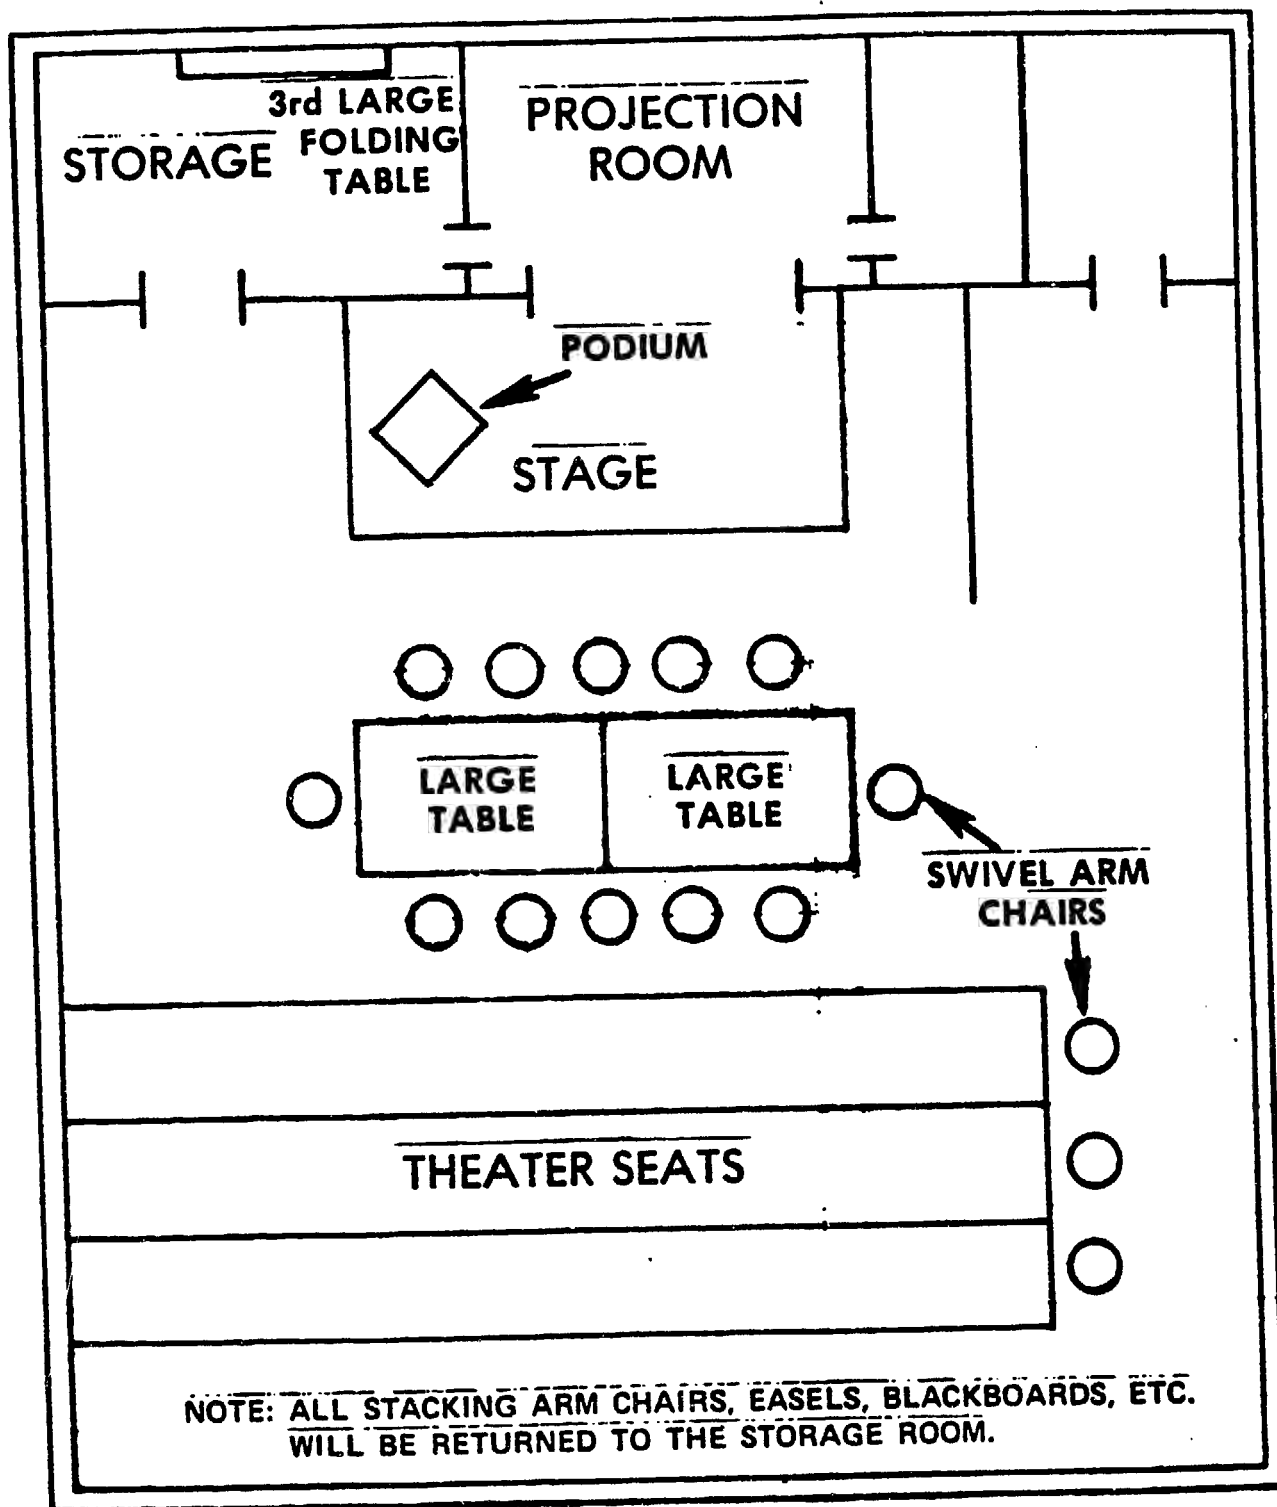 3rd LARGE
FOLDING
TABLE
STORAGE
PROJECTION
ROOM
PODIUM
STAGE
LARGE
TABLE
LARGE
TABLE
SWIVEL ARM
CHAIRS
THEATER SEATS
NOTE: ALL STACKING ARM CHAIRS, EASELS, BLACKBOARDS, ETC.
WILL BE RETURNED TO THE STORAGE ROOM.